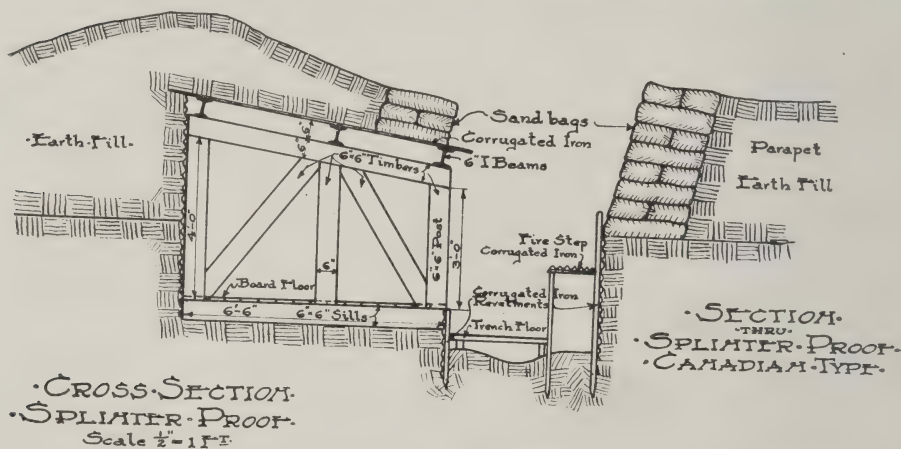 Sand bags
Corrugated Iron
6" I Beams
6"×6" Timbers
6"×6"
·Earth·Fill·
Parapet
Earth Fill
4'-0"
6"
6"×6" Post
3'-0"
Fire Step
Corrugated Iron
Board Floor
Corrugated Iron
Revetments
6'-6"
6"×6" Sills
Trench Floor
·SECTION·
·THRU·
·SPLINTER·PROOF·
·CANADIAN·TYPE·
·CROSS·SECTION·
·SPLINTER·PROOF·
Scale ½"=1 FT.